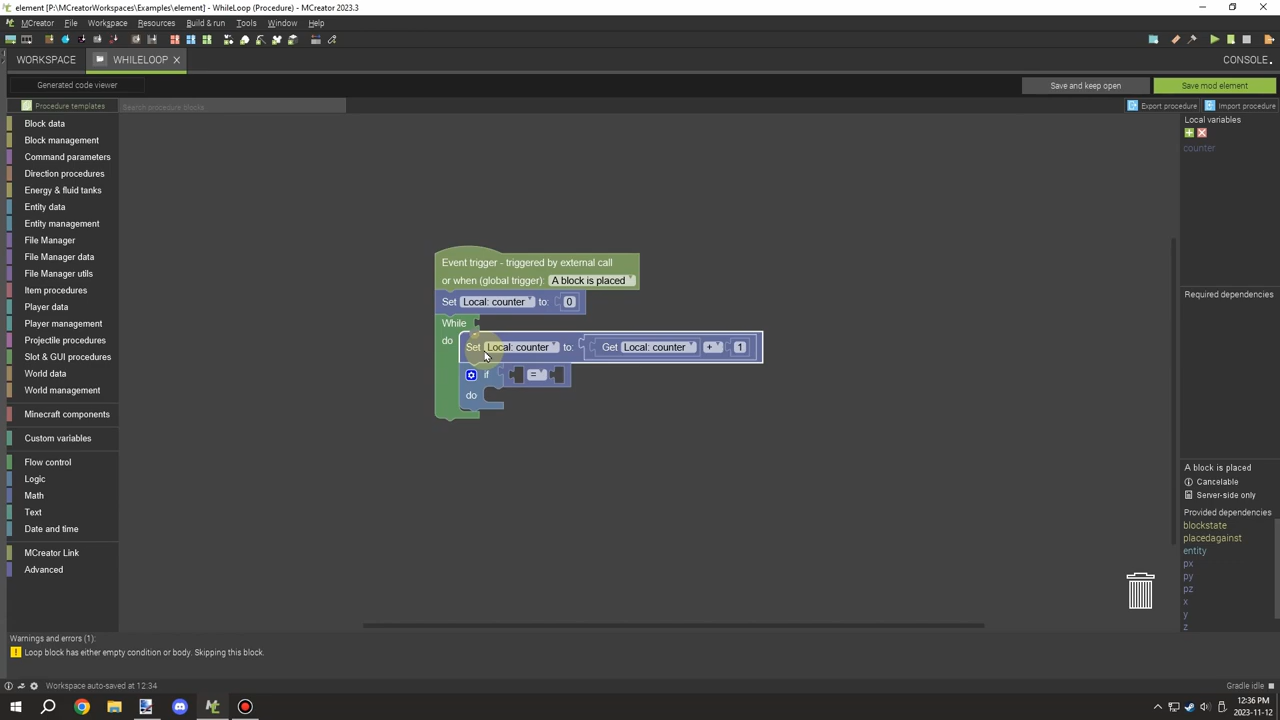 element [P:\MCreatorWorkspaces\Examples\element] - WhileLoop (Procedure) - MCreator 2023.3
MCreator File Workspace Resources Build & run Tools Window Help
WORKSPACE WHILELOOP CONSOLE
Generated code viewer Save and keep open Save mod element
Procedure templates Search procedure blocks Export procedure Import procedure
Block data
Block management
Command parameters
Direction procedures
Energy & fluid tanks
Entity data
Entity management
File Manager
File Manager data
File Manager utils
Item procedures
Player data
Player management
Projectile procedures
Slot & GUI procedures
World data
World management
Minecraft components
Custom variables
Flow control
Logic
Math
Text
Date and time
MCreator Link
Advanced
Event trigger - triggered by external call
or when (global trigger): A block is placed
Set Local: counter to: 0
While
do Set Local: counter to: Get Local: counter + 1
if =
do
Local variables
counter
Required dependencies
A block is placed
Cancelable
Server-side only
Provided dependencies
blockstate
placedagainst
entity
px
py
pz
x
y
z
Warnings and errors (1):
Loop block has either empty condition or body. Skipping this block.
Workspace auto-saved at 12:34 Gradle idle
12:36 PM
2023-11-12